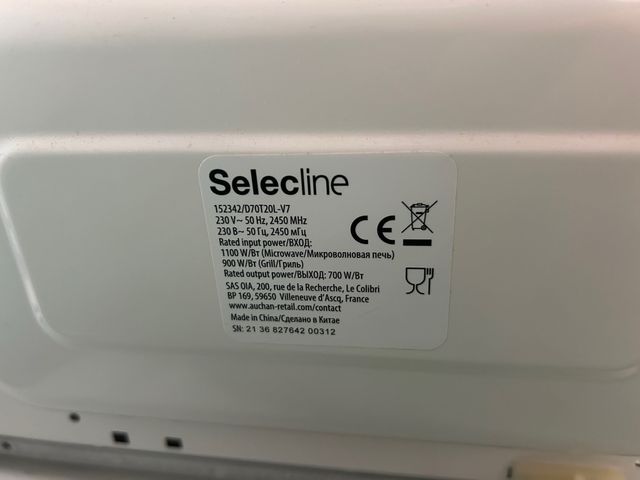 Selecline
152342/D70T20L-V7
230 V~ 50 Hz, 2450 MHz
230 В~ 50 Гц, 2450 мГц
Rated input power/ВХОД:
1100 W/Вт (Microwave/Микроволновая печь)
900 W/Вт (Grill/Гриль)
Rated output power/ВЫХОД: 700 W/Вт
CE
SAS OIA, 200, rue de la Recherche, Le Colibri
BP 169, 59650 Villeneuve d'Ascq, France
www.auchan-retail.com/contact
Made in China/Сделано в Китае
SN: 21 36 827642 00312